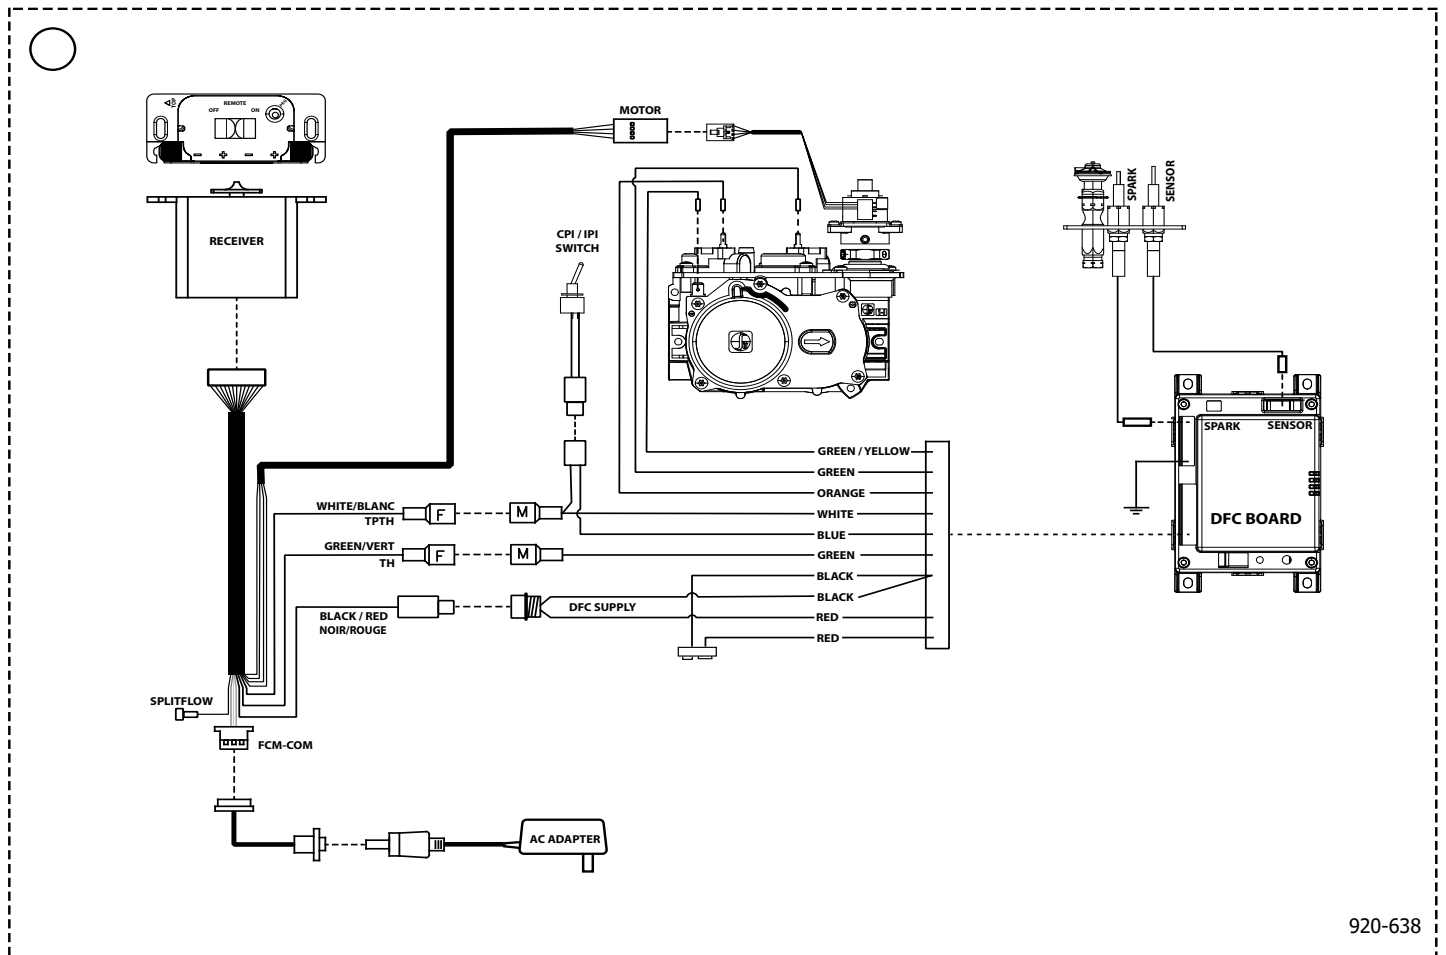 TOP
REMOTE
OFF
ON
PRG
RECEIVER
MOTOR
CPI / IPI
SWITCH
SPARK
SENSOR
SPARK
SENSOR
DFC BOARD
GREEN / YELLOW
GREEN
ORANGE
WHITE
BLUE
GREEN
BLACK
BLACK
RED
RED
WHITE/BLANC
TPTH
F
M
GREEN/VERT
TH
F
M
BLACK / RED
NOIR/ROUGE
DFC SUPPLY
SPLITFLOW
FCM-COM
AC ADAPTER
920-638